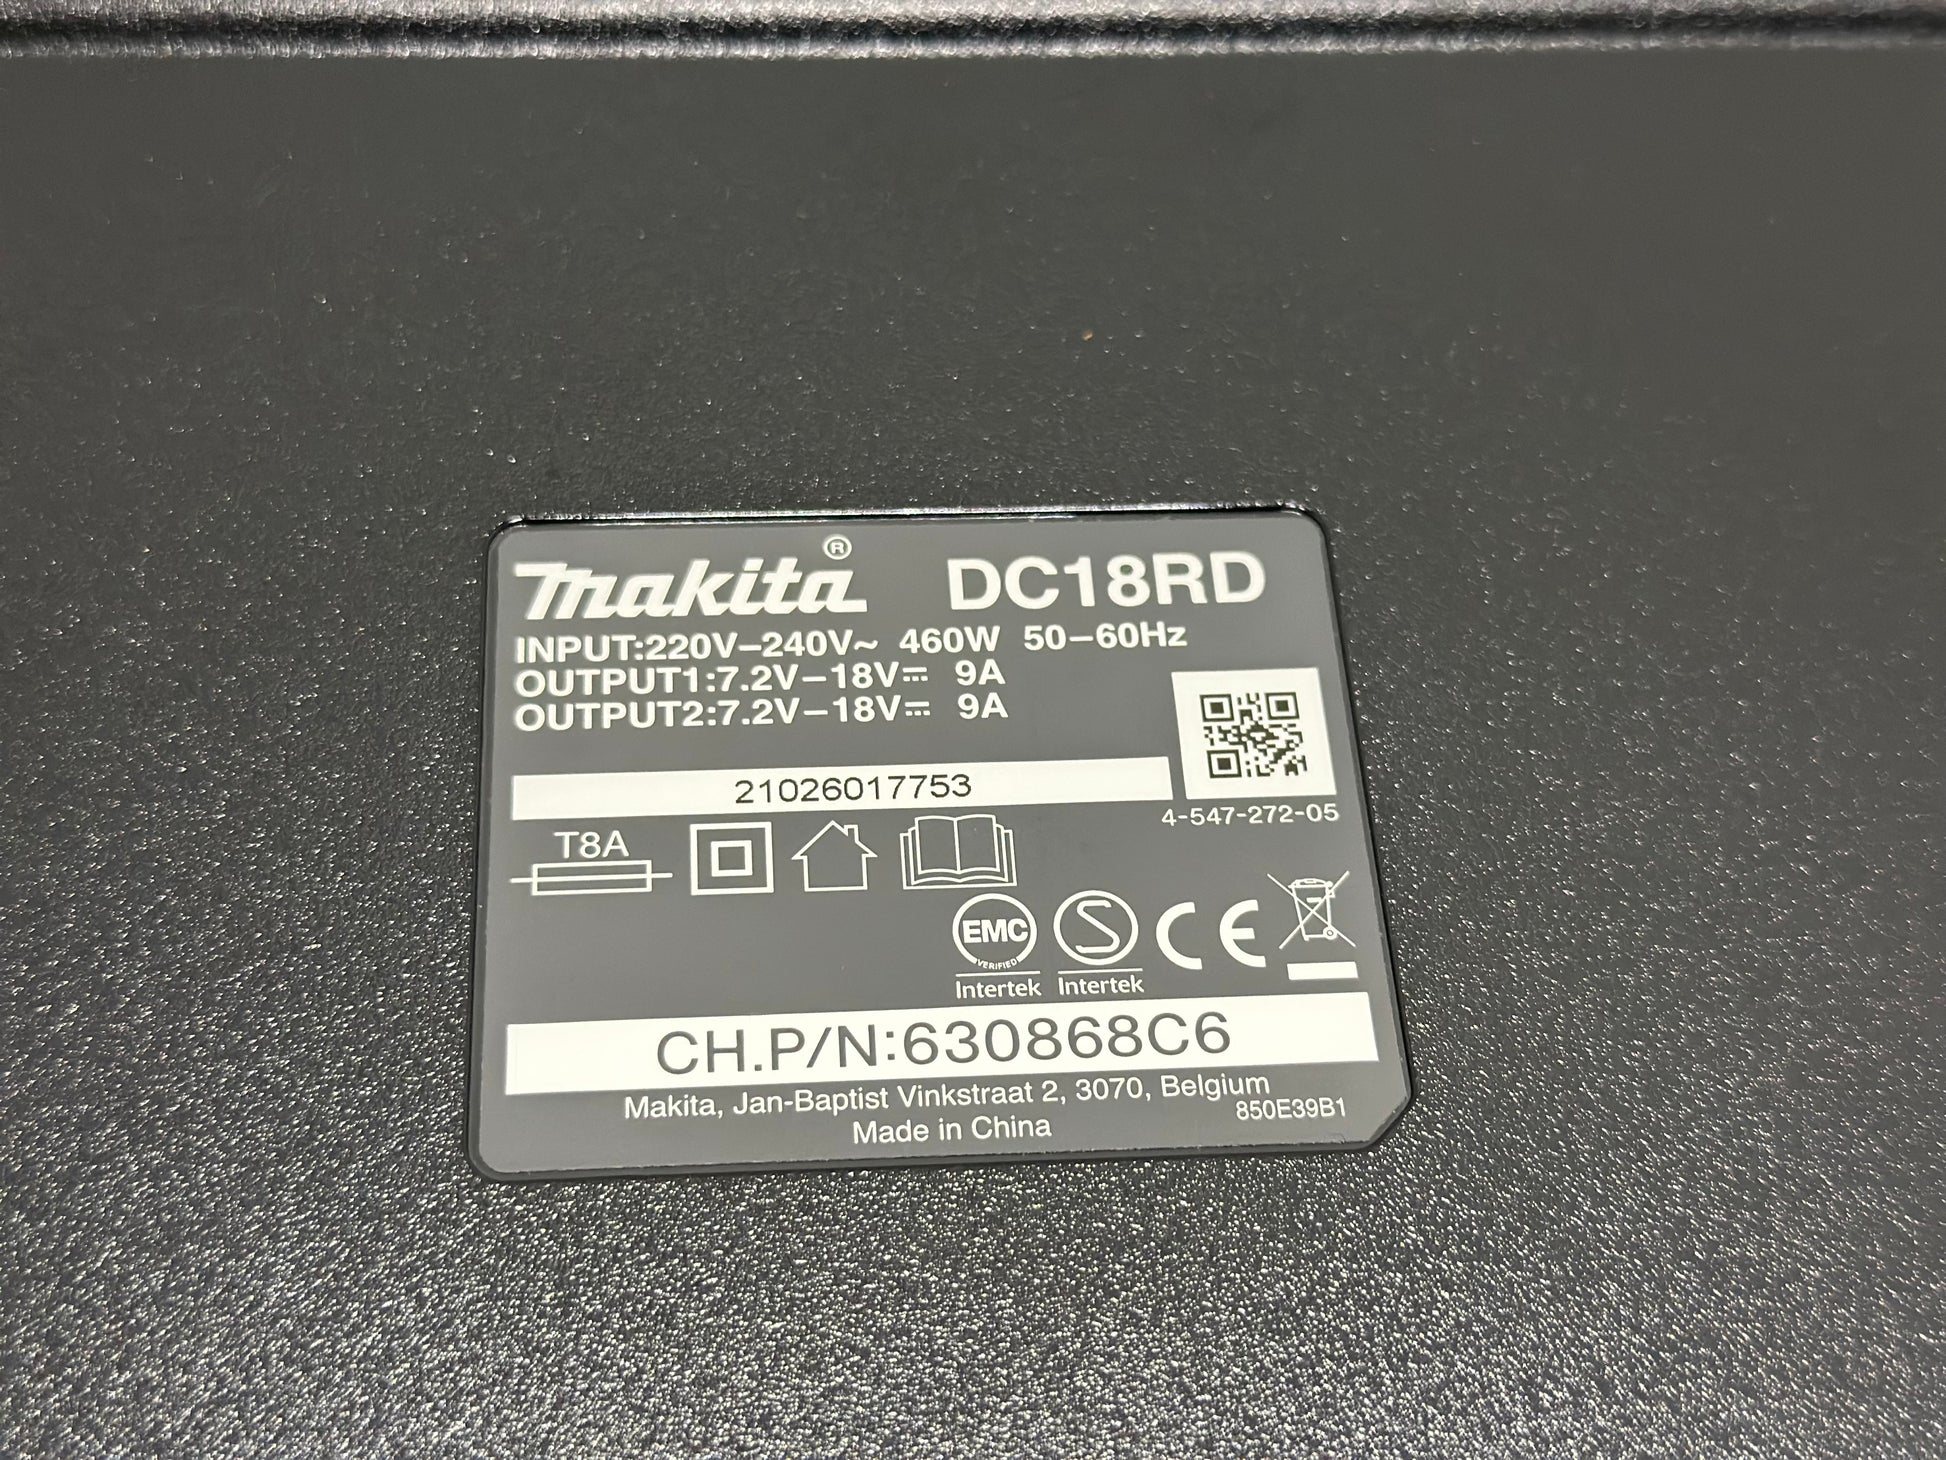 makita® DC18RD
INPUT:220V–240V~ 460W 50–60Hz
OUTPUT1:7.2V–18V⎓ 9A
OUTPUT2:7.2V–18V⎓ 9A
21026017753
4-547-272-05
T8A
EMC
VERIFIED
Intertek
S
Intertek
CE
CH.P/N:630868C6
Makita, Jan-Baptist Vinkstraat 2, 3070, Belgium
850E39B1
Made in China